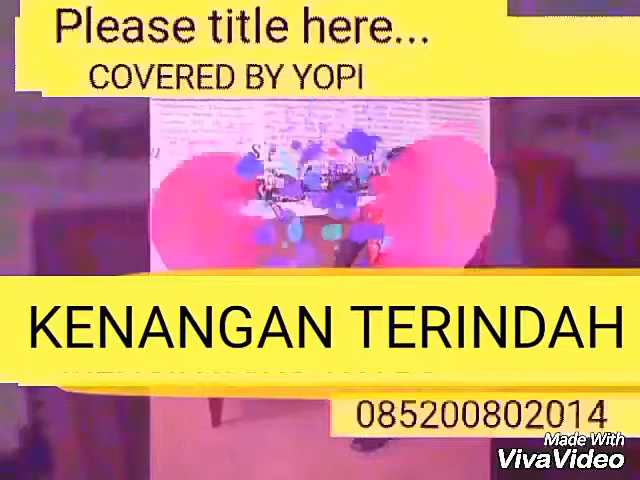 Please title here...
COVERED BY YOPI
KENANGAN TERINDAH
085200802014
Made With
VivaVideo